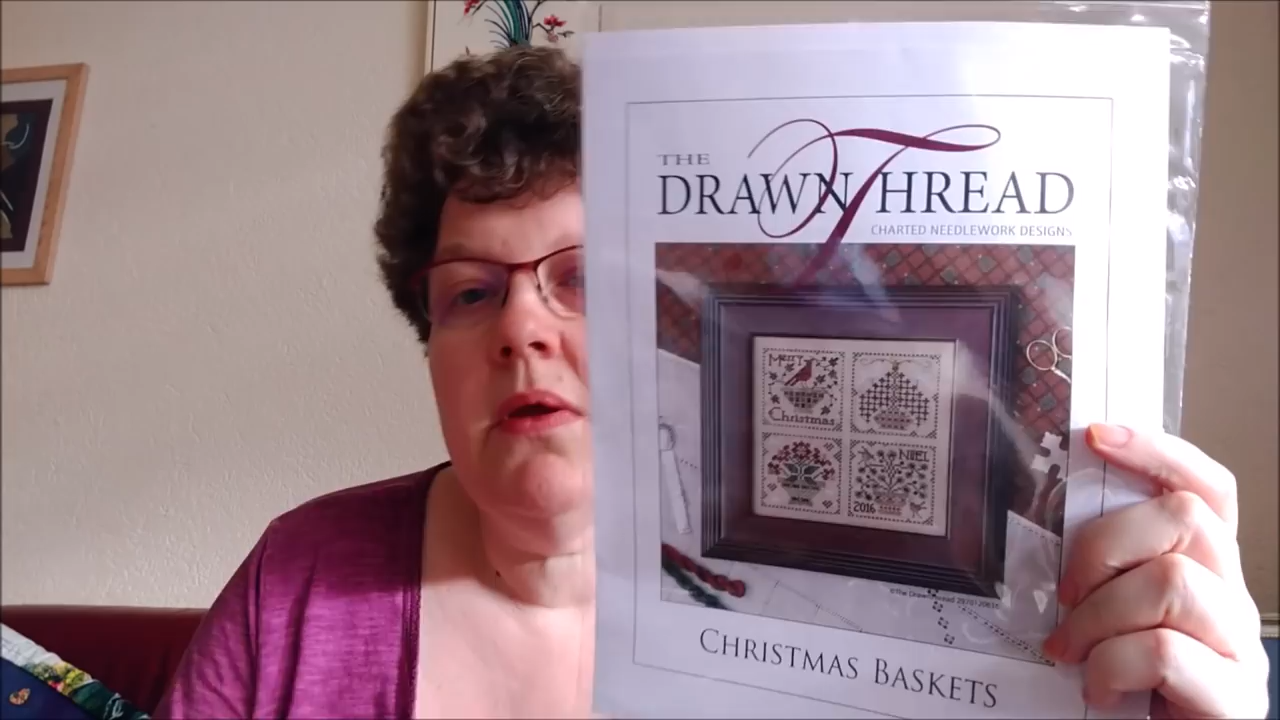 THE
DRAWN THREAD
CHARTED NEEDLEWORK DESIGNS
Merry
Christmas
NOEL
2016
CHRISTMAS BASKETS